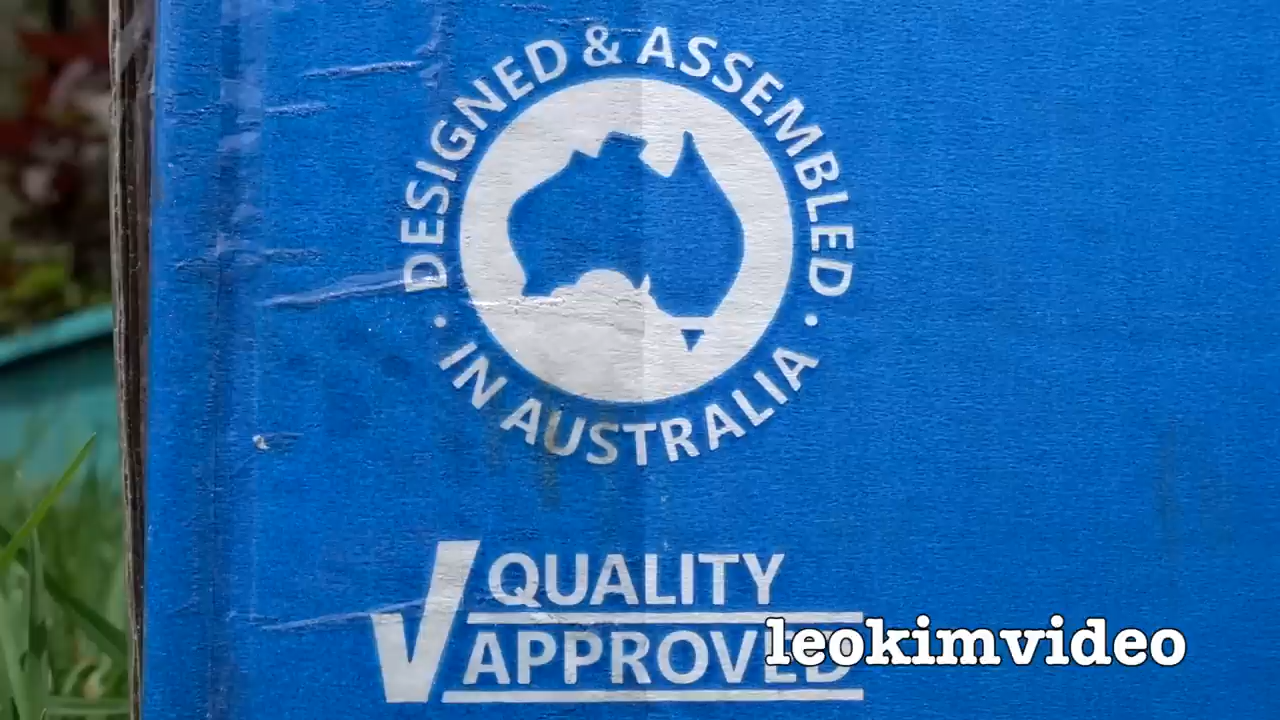 DESIGNED & ASSEMBLED
• IN AUSTRALIA •
QUALITY
APPROVED
leokimvideo